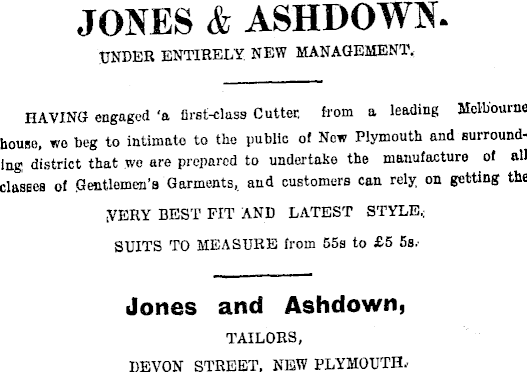 JONES & ASHDOWN.
UNDER ENTIRELY NEW MANAGEMENT.
HAVING engaged 'a first-class Cutter from a leading Melbourne
house, we beg to intimate to the public of New Plymouth and surround-
ing district that we are prepared to undertake the manufacture of all
classes of Gentlemen's Garments, and customers can rely on getting the
VERY BEST FIT AND LATEST STYLE.
SUITS TO MEASURE from 55s to £5 5s.
Jones and Ashdown,
TAILORS,
DEVON STREET, NEW PLYMOUTH.